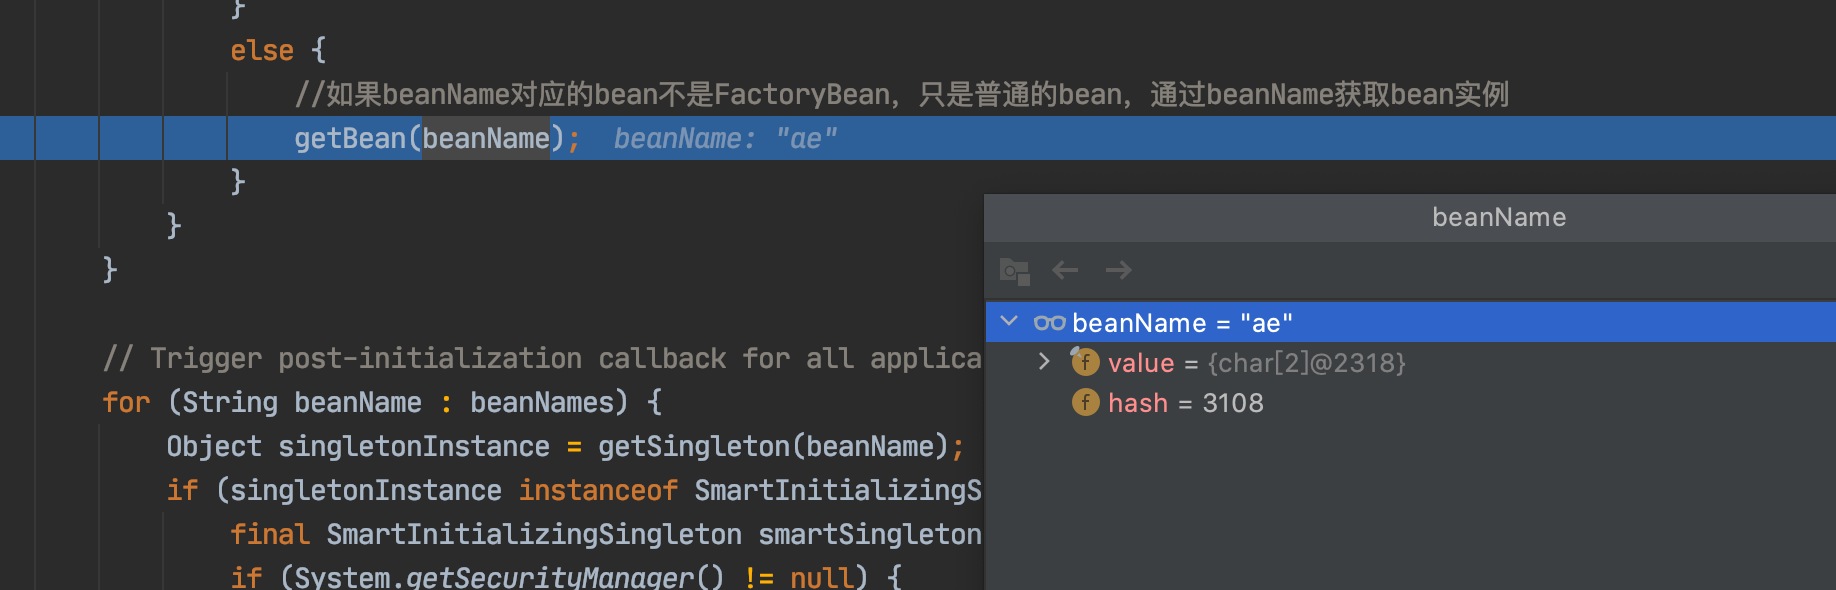 }
else {
//如果beanName对应的bean不是FactoryBean, 只是普通的bean, 通过beanName获取bean实例
getBean(beanName); beanName: "ae"
}
}
}
beanName
beanName = "ae"
value = {char[2]@2318}
hash = 3108
// Trigger post-initialization callback for all applica
for (String beanName : beanNames) {
Object singletonInstance = getSingleton(beanName);
if (singletonInstance instanceof SmartInitializingS
final SmartInitializingSingleton smartSingleton
if (System.getSecurityManager() != null) {